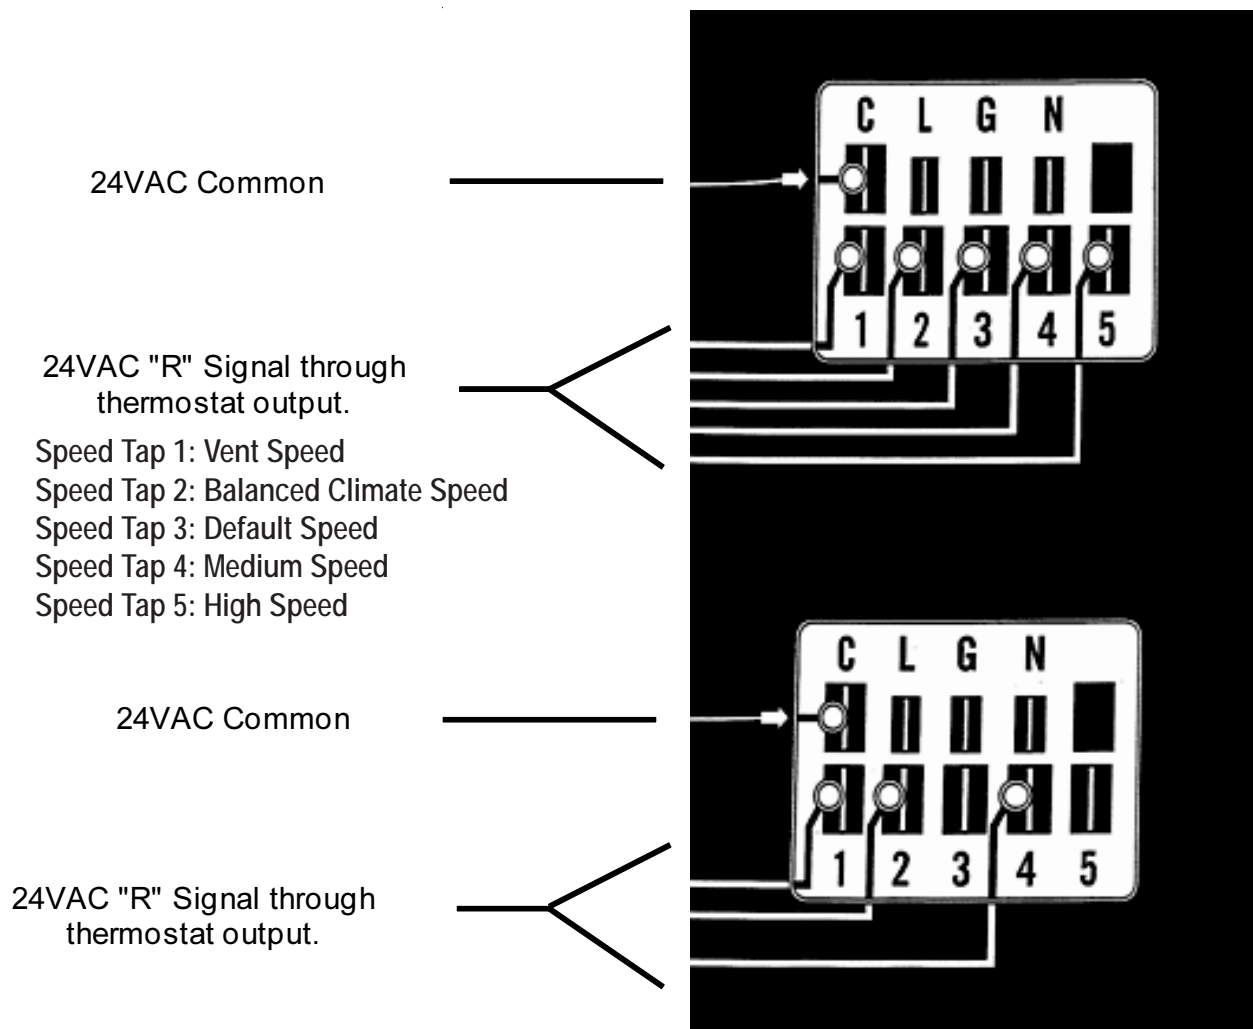 C L G N
24VAC Common
1 2 3 4 5
24VAC "R" Signal through
thermostat output.
Speed Tap 1: Vent Speed
Speed Tap 2: Balanced Climate Speed
Speed Tap 3: Default Speed
Speed Tap 4: Medium Speed
Speed Tap 5: High Speed
C L G N
24VAC Common
1 2 3 4 5
24VAC "R" Signal through
thermostat output.